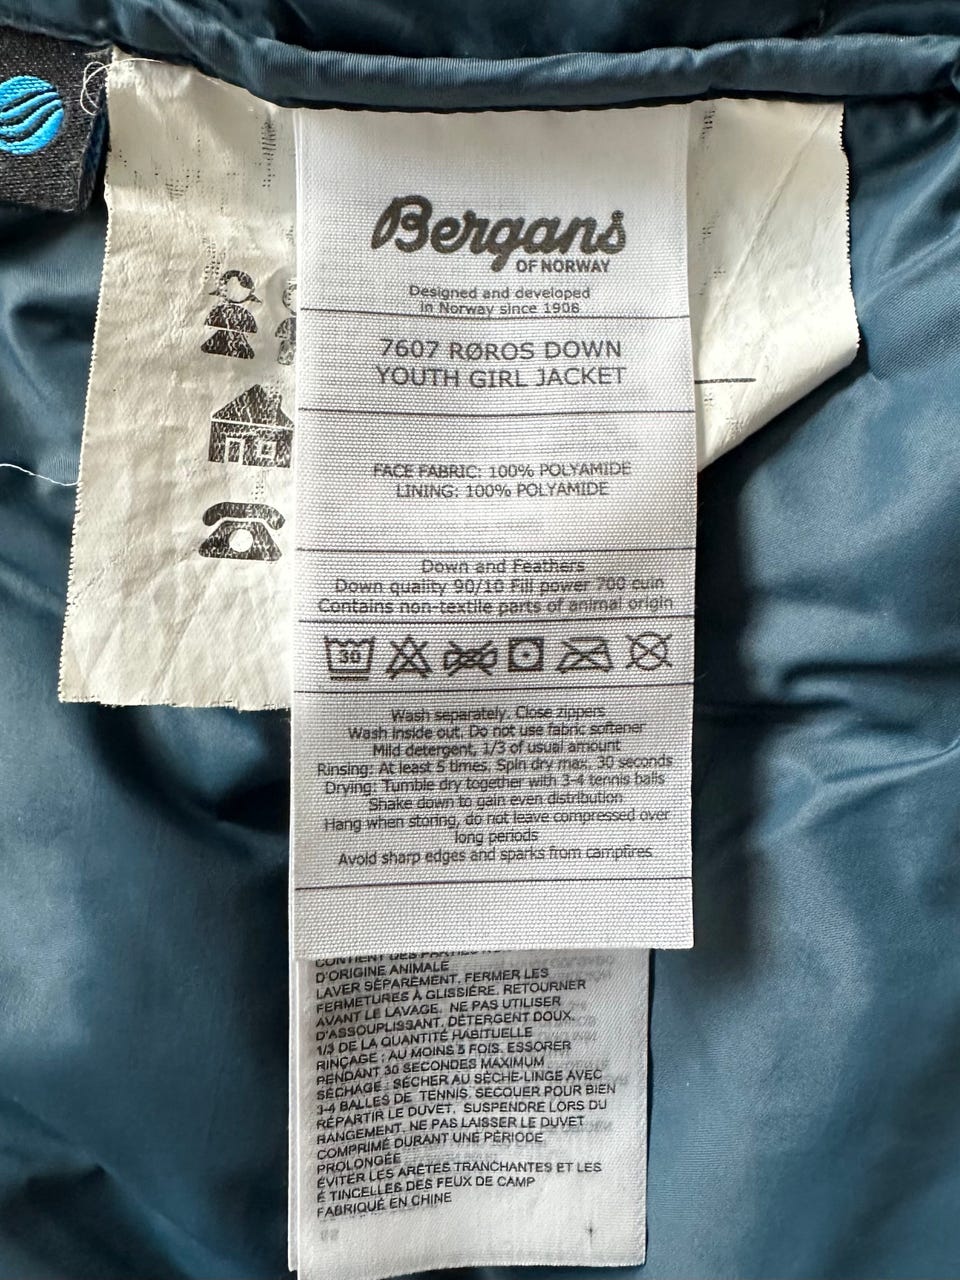 Bergans
OF NORWAY
Designed and developed
in Norway since 1908
7607 RØROS DOWN
YOUTH GIRL JACKET
FACE FABRIC: 100% POLYAMIDE
LINING: 100% POLYAMIDE
Down and Feathers
Down quality 90/10 Fill power 700 cuin
Contains non-textile parts of animal origin
30
Wash separately. Close zippers
Wash inside out. Do not use fabric softener
Mild detergent, 1/3 of usual amount
Rinsing: At least 5 times. Spin dry max. 30 seconds
Drying: Tumble dry together with 3-4 tennis balls
Shake down to gain even distribution
Hang when storing, do not leave compressed over
long periods
Avoid sharp edges and sparks from campfires
CONTIENT DES PARTIES
D'ORIGINE ANIMALE
LAVER SÉPARÉMENT. FERMER LES
FERMETURES À GLISSIÈRE. RETOURNER
AVANT LE LAVAGE. NE PAS UTILISER
D'ASSOUPLISSANT. DÉTERGENT DOUX.
1/3 DE LA QUANTITÉ HABITUELLE
RINÇAGE : AU MOINS 5 FOIS. ESSORER
PENDANT 30 SECONDES MAXIMUM
SÉCHAGE : SÉCHER AU SÈCHE-LINGE AVEC
3-4 BALLES DE TENNIS. SECOUER POUR BIEN
RÉPARTIR LE DUVET. SUSPENDRE LORS DU
RANGEMENT. NE PAS LAISSER LE DUVET
COMPRIMÉ DURANT UNE PÉRIODE
PROLONGÉE
ÉVITER LES ARÊTES TRANCHANTES ET LES
É TINCELLES DES FEUX DE CAMP
FABRIQUÉ EN CHINE